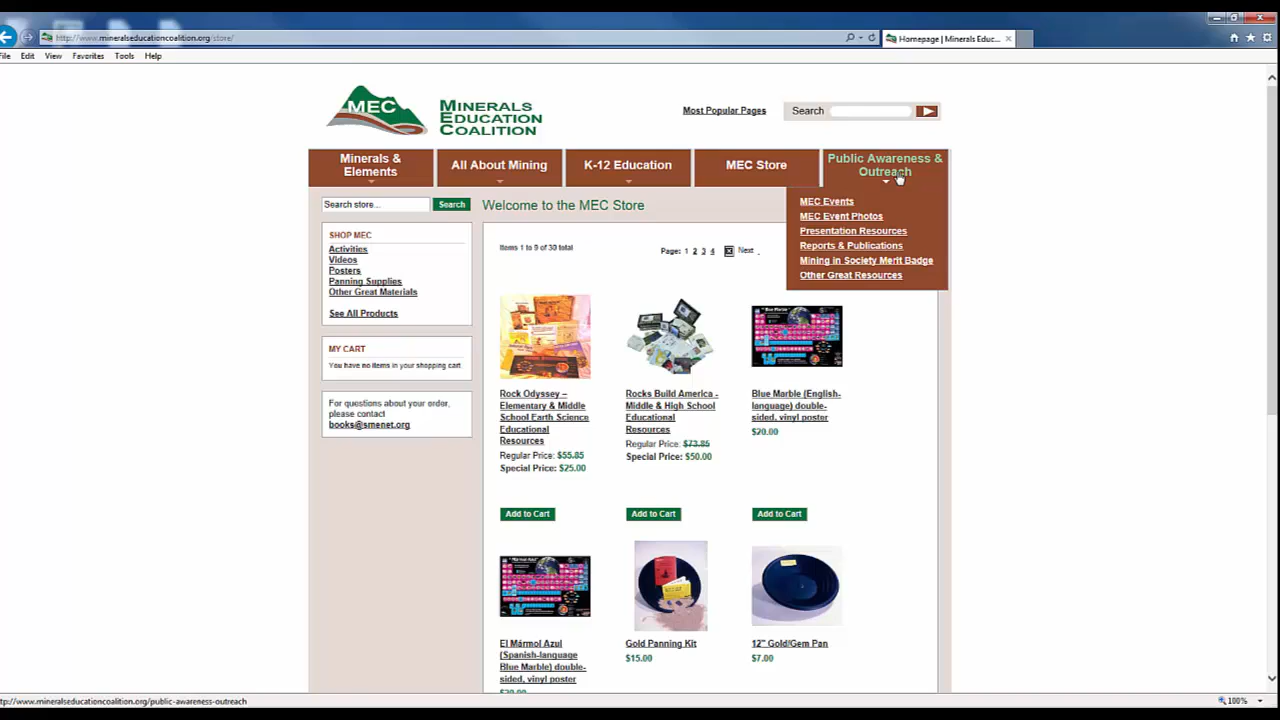 http://www.mineralseducationcoalition.org/store/
Homepage | Minerals Educ...
File Edit View Favorites Tools Help
MEC
MINERALS
EDUCATION
COALITION
Most Popular Pages
Search
Minerals &
Elements
All About Mining
K-12 Education
MEC Store
Public Awareness &
Outreach
MEC Events
MEC Event Photos
Presentation Resources
Reports & Publications
Mining in Society Merit Badge
Other Great Resources
Search store...
Search
SHOP MEC
Activities
Videos
Posters
Panning Supplies
Other Great Materials
See All Products
MY CART
You have no items in your shopping cart.
For questions about your order,
please contact
books@smenet.org
Welcome to the MEC Store
Items 1 to 9 of 30 total
Page: 1 2 3 4 Next
Rock Odyssey –
Elementary & Middle
School Earth Science
Educational
Resources
Regular Price: $55.85
Special Price: $25.00
Add to Cart
Rocks Build America -
Middle & High School
Educational
Resources
Regular Price: $73.85
Special Price: $50.00
Add to Cart
Blue Marble (English-
language) double-
sided, vinyl poster
$20.00
Add to Cart
El Mármol Azul
(Spanish-language
Blue Marble) double-
sided, vinyl poster
$20.00
Gold Panning Kit
$15.00
12" Gold/Gem Pan
$7.00
http://www.mineralseducationcoalition.org/public-awareness-outreach
100%